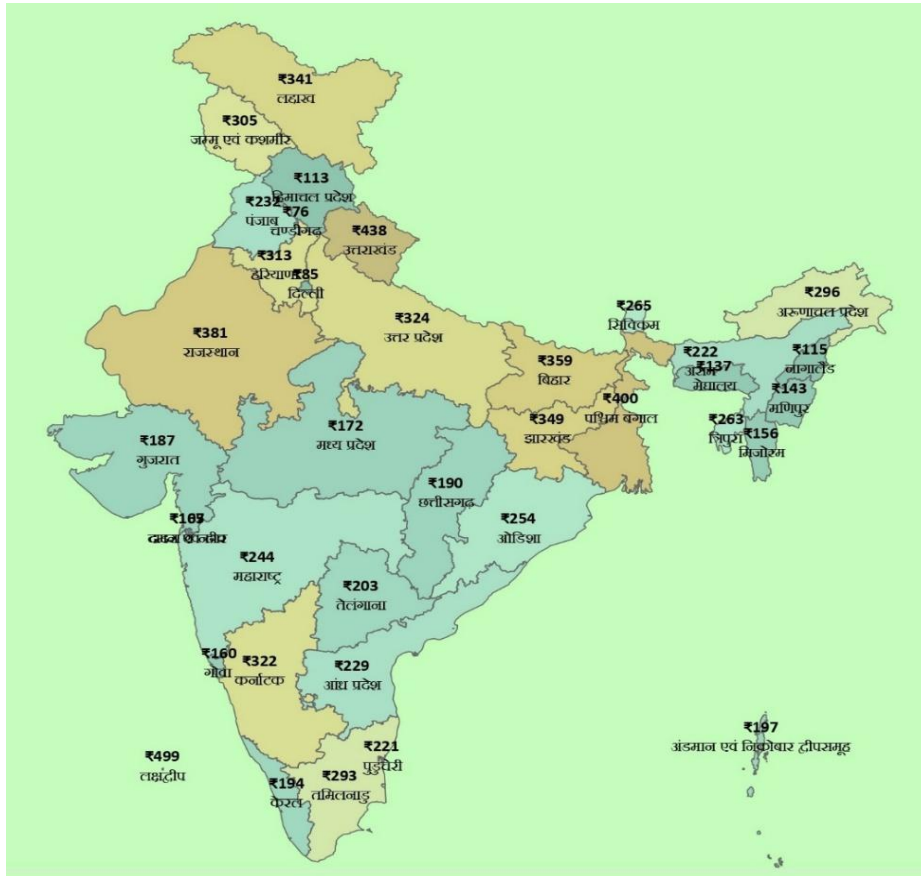 ₹341
लद्दाख
₹305
जम्मू एवं कश्मीर
₹113
हिमाचल प्रदेश
₹232
पंजाब
₹76
चण्डीगढ़
₹438
उत्तराखंड
₹313
हरियाणा
₹85
दिल्ली
₹324
उत्तर प्रदेश
₹265
सिक्किम
₹296
अरूणाचल प्रदेश
₹381
राजस्थान
₹359
बिहार
₹222
असम
₹137
मेघालय
₹115
नागालैंड
₹143
मणिपुर
₹400
पश्चिम बंगाल
₹349
झारखंड
₹263
त्रिपुरा
₹156
मिजोरम
₹187
गुजरात
₹172
मध्य प्रदेश
₹190
छत्तीसगढ़
₹254
ओडिशा
₹244
महाराष्ट्र
₹203
तेलंगाना
₹160
गोवा
₹322
कर्नाटक
₹229
आंध्र प्रदेश
₹221
पुडुचेरी
₹197
अंडमान एवं निकोबार द्वीपसमूह
₹499
लक्षद्वीप
₹194
केरल
₹293
तमिलनाडु